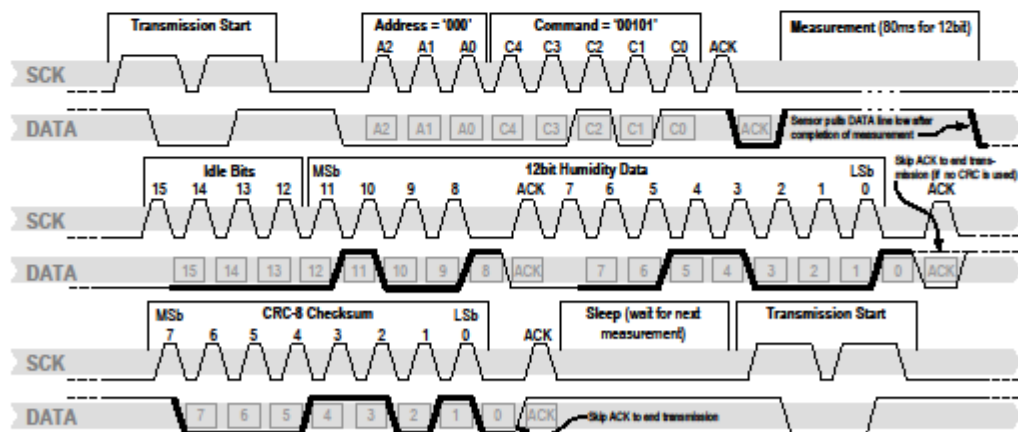 Transmission Start Address = '000' Command = '00101' Measurement (80ms for 12bit)
A2 A1 A0 C4 C3 C2 C1 C0 ACK
SCK
DATA A2 A1 A0 C4 C3 C2 C1 C0 ACK
Sensor pulls DATA line low after
completion of measurement
Skip ACK to end trans-
mission (if no CRC is used)
Idle Bits MSb 12bit Humidity Data LSb
15 14 13 12 11 10 9 8 ACK 7 6 5 4 3 2 1 0 ACK
SCK
DATA 15 14 13 12 11 10 9 8 ACK 7 6 5 4 3 2 1 0 ACK
MSb CRC-8 Checksum LSb Sleep (wait for next Transmission Start
measurement)
7 6 5 4 3 2 1 0 ACK
SCK
DATA 7 6 5 4 3 2 1 0 ACK Skip ACK to end transmission